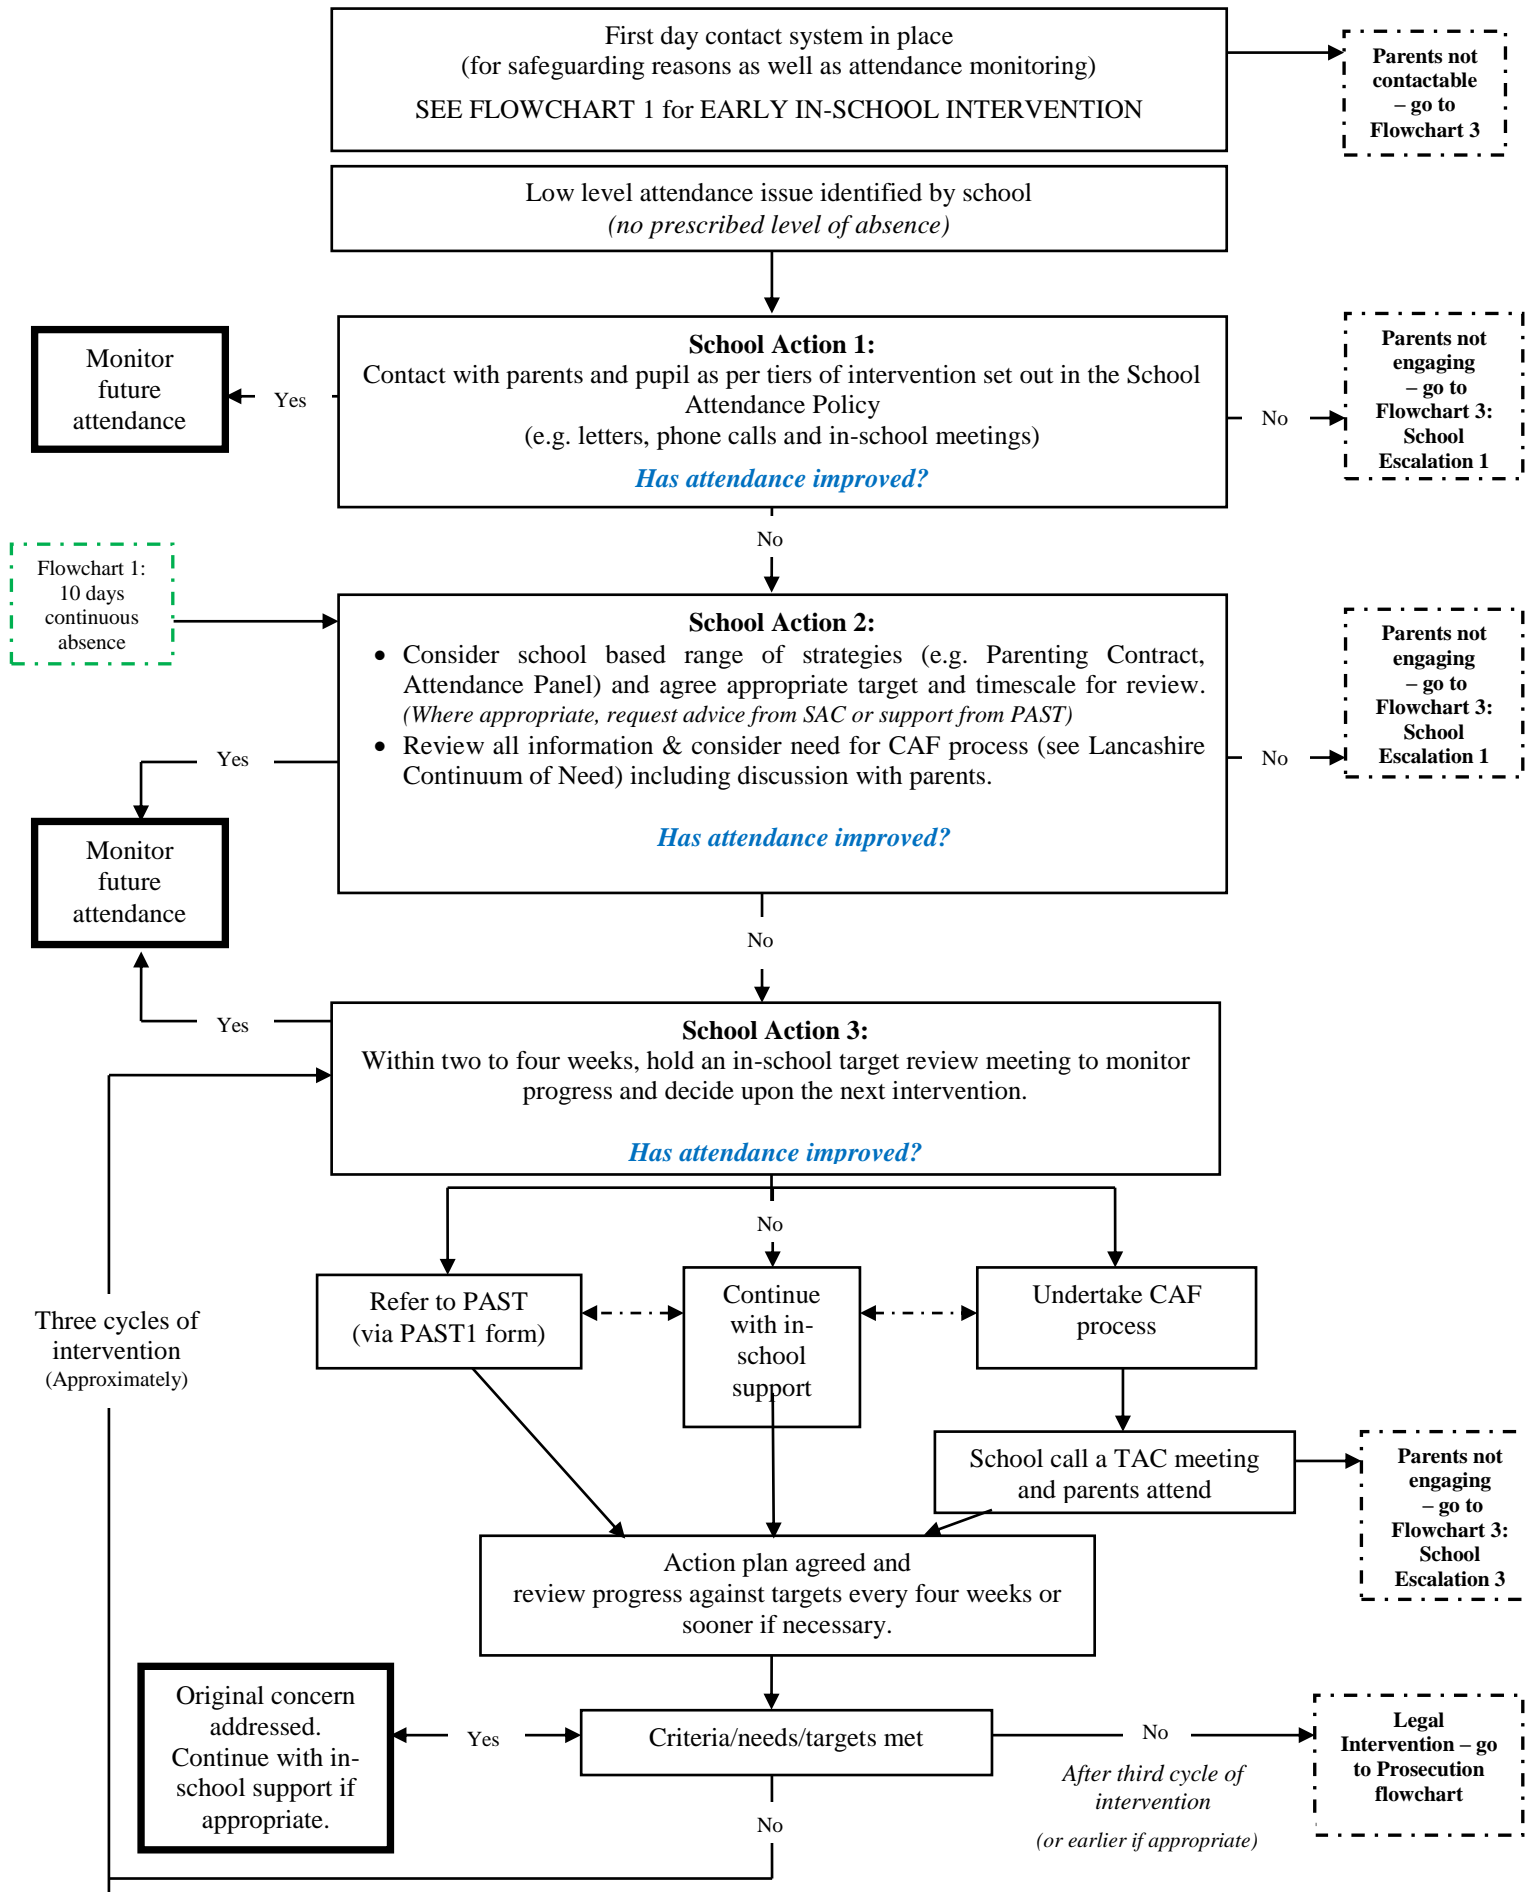 First day contact system in place
(for safeguarding reasons as well as attendance monitoring)
SEE FLOWCHART 1 for EARLY IN-SCHOOL INTERVENTION
Parents not
contactable
– go to
Flowchart 3
Low level attendance issue identified by school
(no prescribed level of absence)
Monitor
future
attendance
Yes
School Action 1:
Contact with parents and pupil as per tiers of intervention set out in the School
Attendance Policy
(e.g. letters, phone calls and in-school meetings)
Has attendance improved?
No
Parents not
engaging
– go to
Flowchart 3:
School
Escalation 1
No
Flowchart 1:
10 days
continuous
absence
School Action 2:
• Consider school based range of strategies (e.g. Parenting Contract,
Attendance Panel) and agree appropriate target and timescale for review.
(Where appropriate, request advice from SAC or support from PAST)
• Review all information & consider need for CAF process (see Lancashire
Continuum of Need) including discussion with parents.
Has attendance improved?
No
Parents not
engaging
– go to
Flowchart 3:
School
Escalation 1
Yes
Monitor
future
attendance
No
Yes
School Action 3:
Within two to four weeks, hold an in-school target review meeting to monitor
progress and decide upon the next intervention.
Has attendance improved?
No
Three cycles of
intervention
(Approximately)
Refer to PAST
(via PAST1 form)
Continue
with in-
school
support
Undertake CAF
process
School call a TAC meeting
and parents attend
Parents not
engaging
– go to
Flowchart 3:
School
Escalation 3
Action plan agreed and
review progress against targets every four weeks or
sooner if necessary.
Original concern
addressed.
Continue with in-
school support if
appropriate.
Yes
Criteria/needs/targets met
No
After third cycle of
intervention
(or earlier if appropriate)
Legal
Intervention – go
to Prosecution
flowchart
No